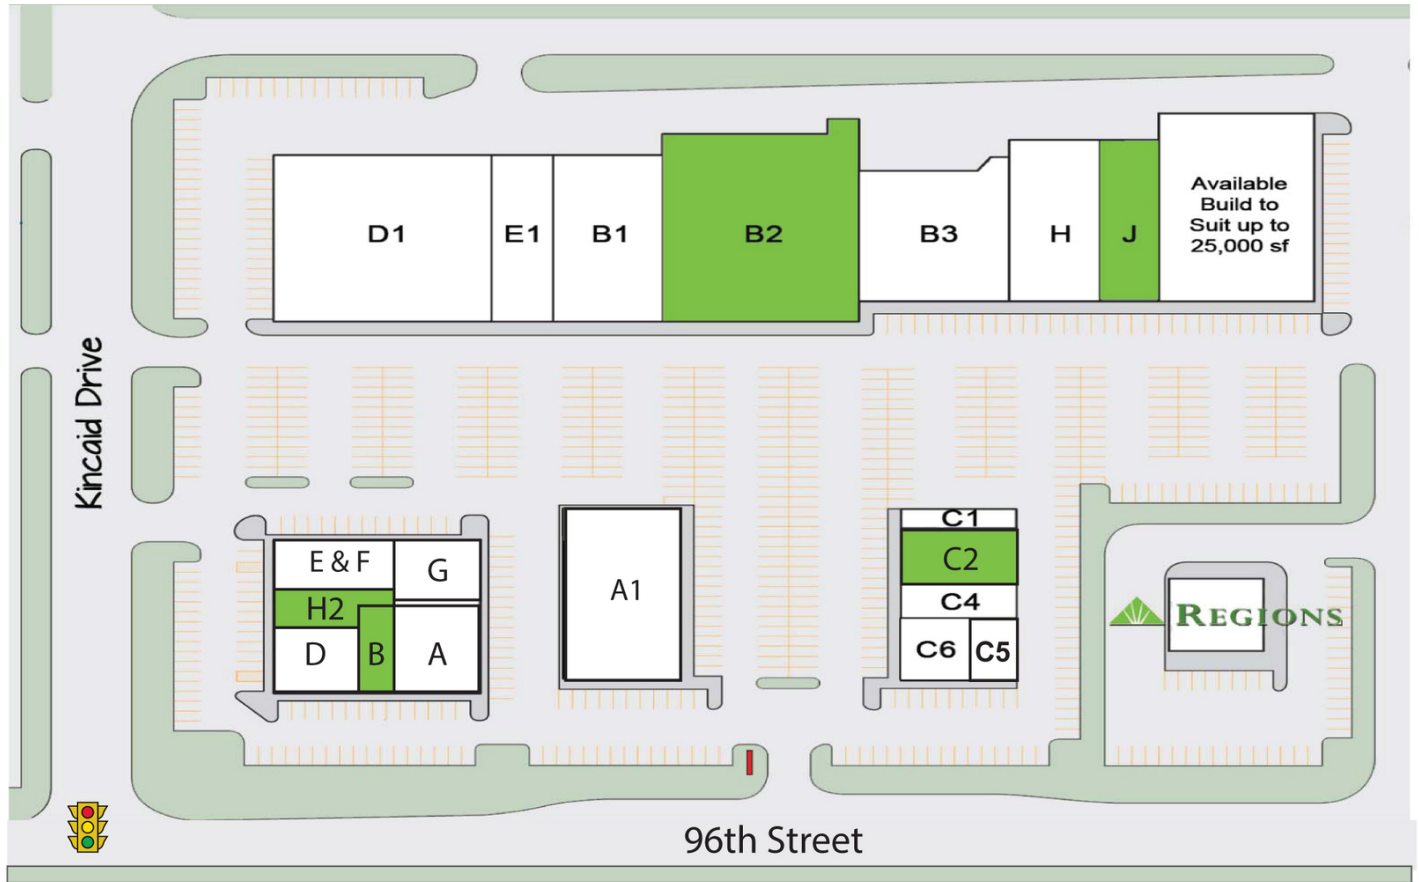 D1
E1
B1
B2
B3
H
J
Available
Build to
Suit up to
25,000 sf
Kincaid Drive
E & F
G
H2
D
B
A
A1
C1
C2
C4
C6
C5
REGIONS
96th Street